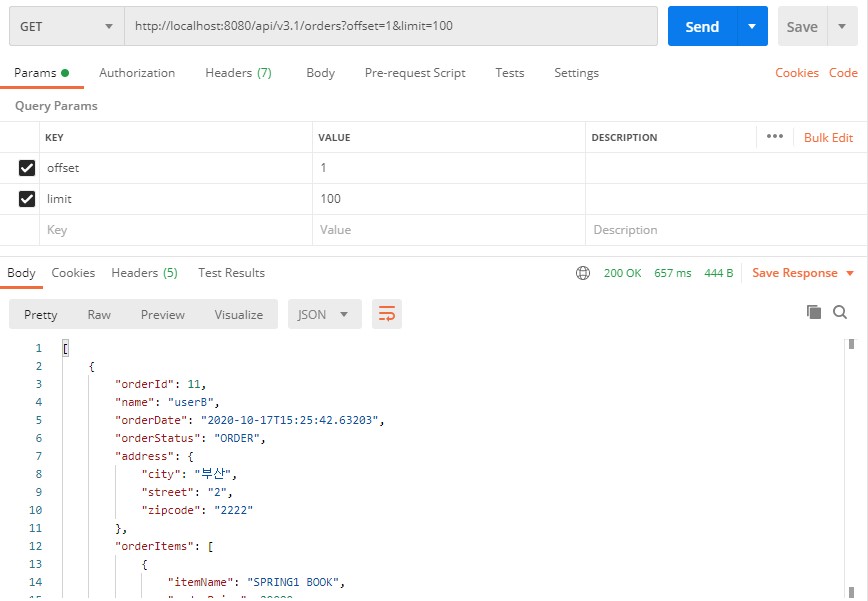 GET http://localhost:8080/api/v3.1/orders?offset=1&limit=100 Send Save
Params Authorization Headers (7) Body Pre-request Script Tests Settings Cookies Code
Query Params
KEY VALUE DESCRIPTION ••• Bulk Edit
offset 1
limit 100
Key Value Description
Body Cookies Headers (5) Test Results 200 OK 657 ms 444 B Save Response
Pretty Raw Preview Visualize JSON
1 [
2 {
3 "orderId": 11,
4 "name": "userB",
5 "orderDate": "2020-10-17T15:25:42.63203",
6 "orderStatus": "ORDER",
7 "address": {
8 "city": "부산",
9 "street": "2",
10 "zipcode": "2222"
11 },
12 "orderItems": [
13 {
14 "itemName": "SPRING1 BOOK",